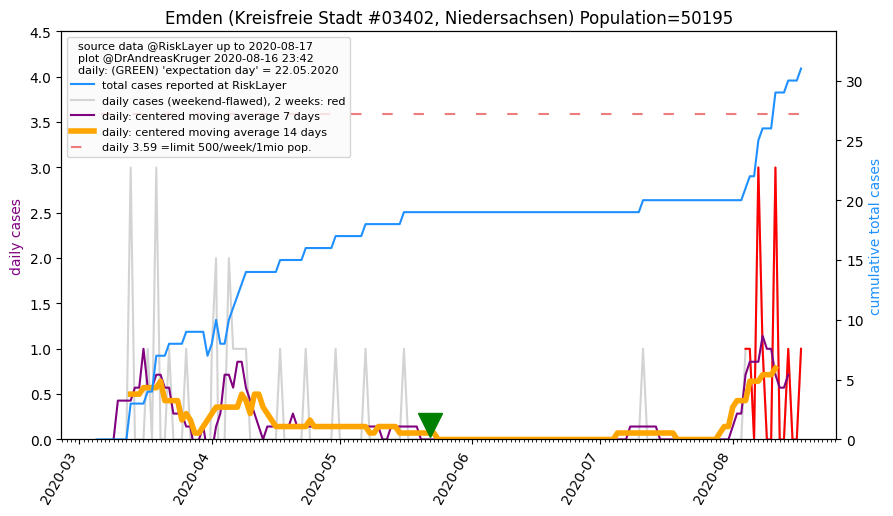 Emden (Kreisfreie Stadt #03402, Niedersachsen) Population=50195
source data @RiskLayer up to 2020-08-17
plot @DrAndreasKruger 2020-08-16 23:42
daily: (GREEN) 'expectation day' = 22.05.2020
total cases reported at RiskLayer
daily cases (weekend-flawed), 2 weeks: red
daily: centered moving average 7 days
daily: centered moving average 14 days
daily 3.59 =limit 500/week/1mio pop.
daily cases
4.5
4.0
3.5
3.0
2.5
2.0
1.5
1.0
0.5
0.0
cumulative total cases
30
25
20
15
10
5
0
2020-03
2020-04
2020-05
2020-06
2020-07
2020-08